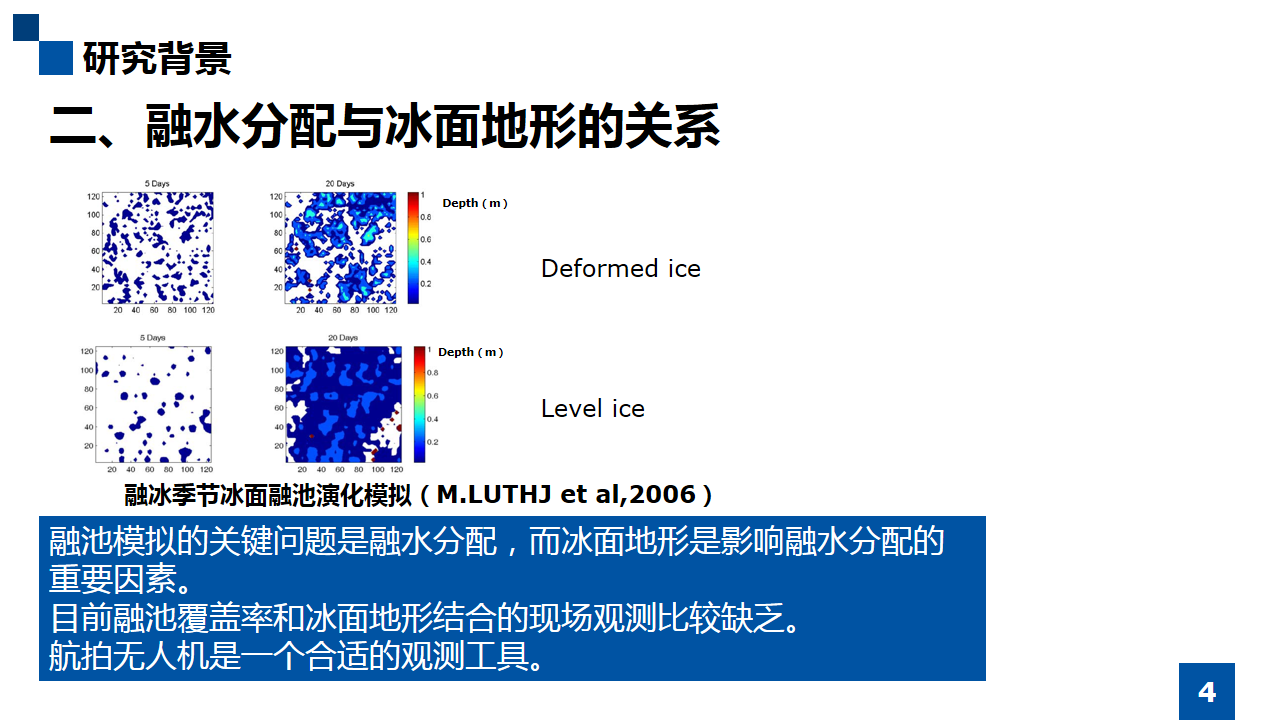 研究背景
二、融水分配与冰面地形的关系
5 Days
20 Days
120
100
80
60
40
20
20 40 60 80 100 120
120
100
80
60
40
20
20 40 60 80 100 120
1
0.8
0.6
0.4
0.2
Depth（m）
Deformed ice
5 Days
20 Days
120
100
80
60
40
20
20 40 60 80 100 120
120
100
80
60
40
20
20 40 60 80 100 120
1
0.8
0.6
0.4
0.2
Depth（m）
Level ice
融冰季节冰面融池演化模拟（M.LUTHJ et al,2006）
融池模拟的关键问题是融水分配，而冰面地形是影响融水分配的
重要因素。
目前融池覆盖率和冰面地形结合的现场观测比较缺乏。
航拍无人机是一个合适的观测工具。
4